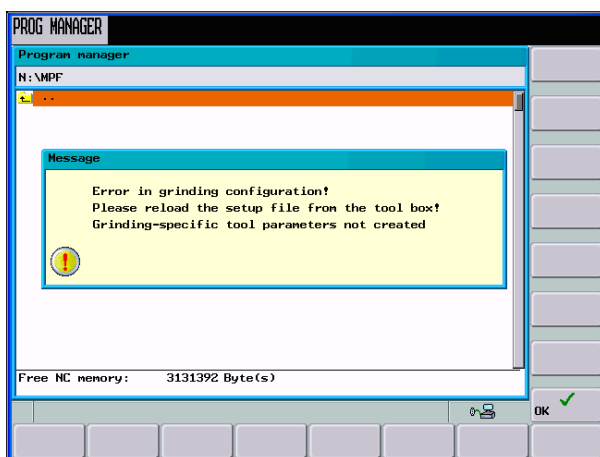 PROG MANAGER
Program manager
N:\MPF
..
Message
Error in grinding configuration!
Please reload the setup file from the tool box!
Grinding-specific tool parameters not created
Free NC memory: 3131392 Byte(s)
OK